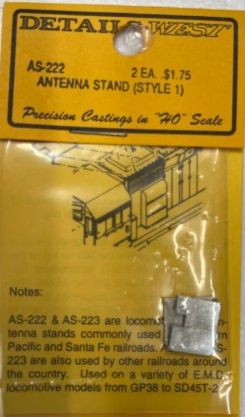 DETAILS WEST
AS-222 2 EA. .$1.75
ANTENNA STAND (STYLE 1)
Precision Castings in "HO" Scale
Notes:
AS-222 & AS-223 are locomo
tenna stands commonly used
Pacific and Santa Fe railroads. S-
223 are also used by other railroads around
the country. Used on a variety of E.M.D.
locomotive models from GP38 to SD45T-2